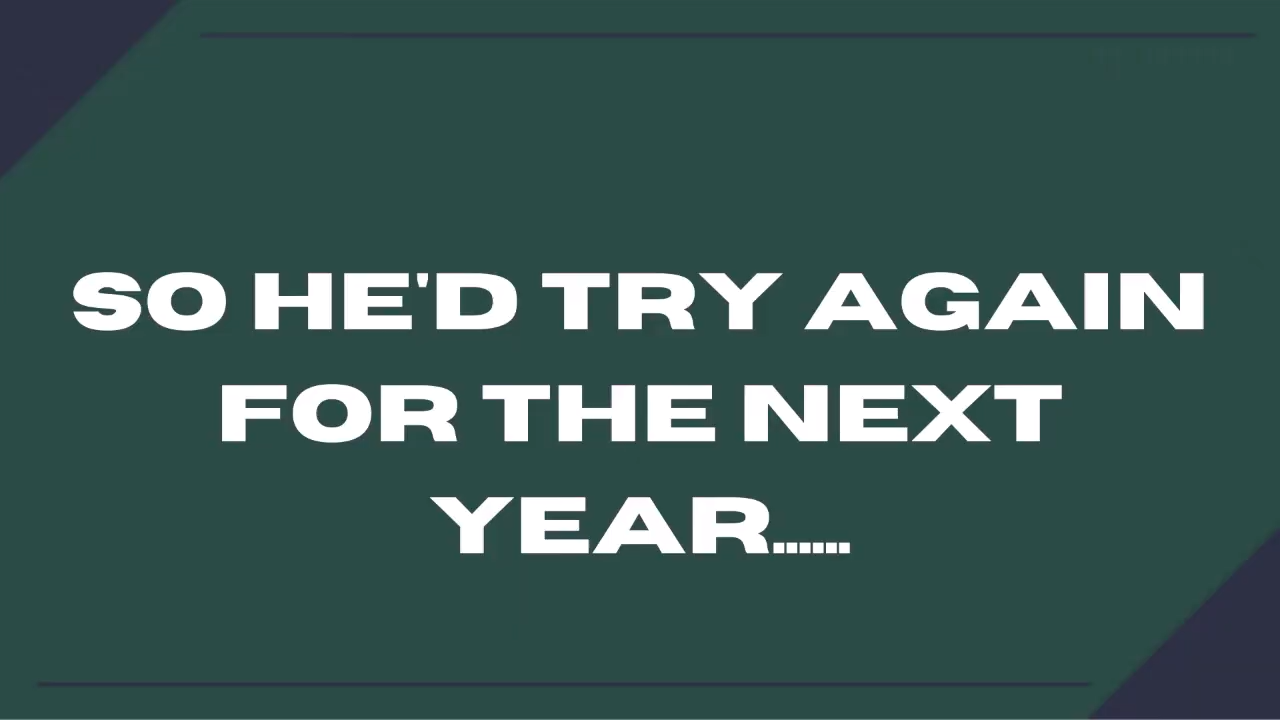 SO HE'D TRY AGAIN
FOR THE NEXT
YEAR......